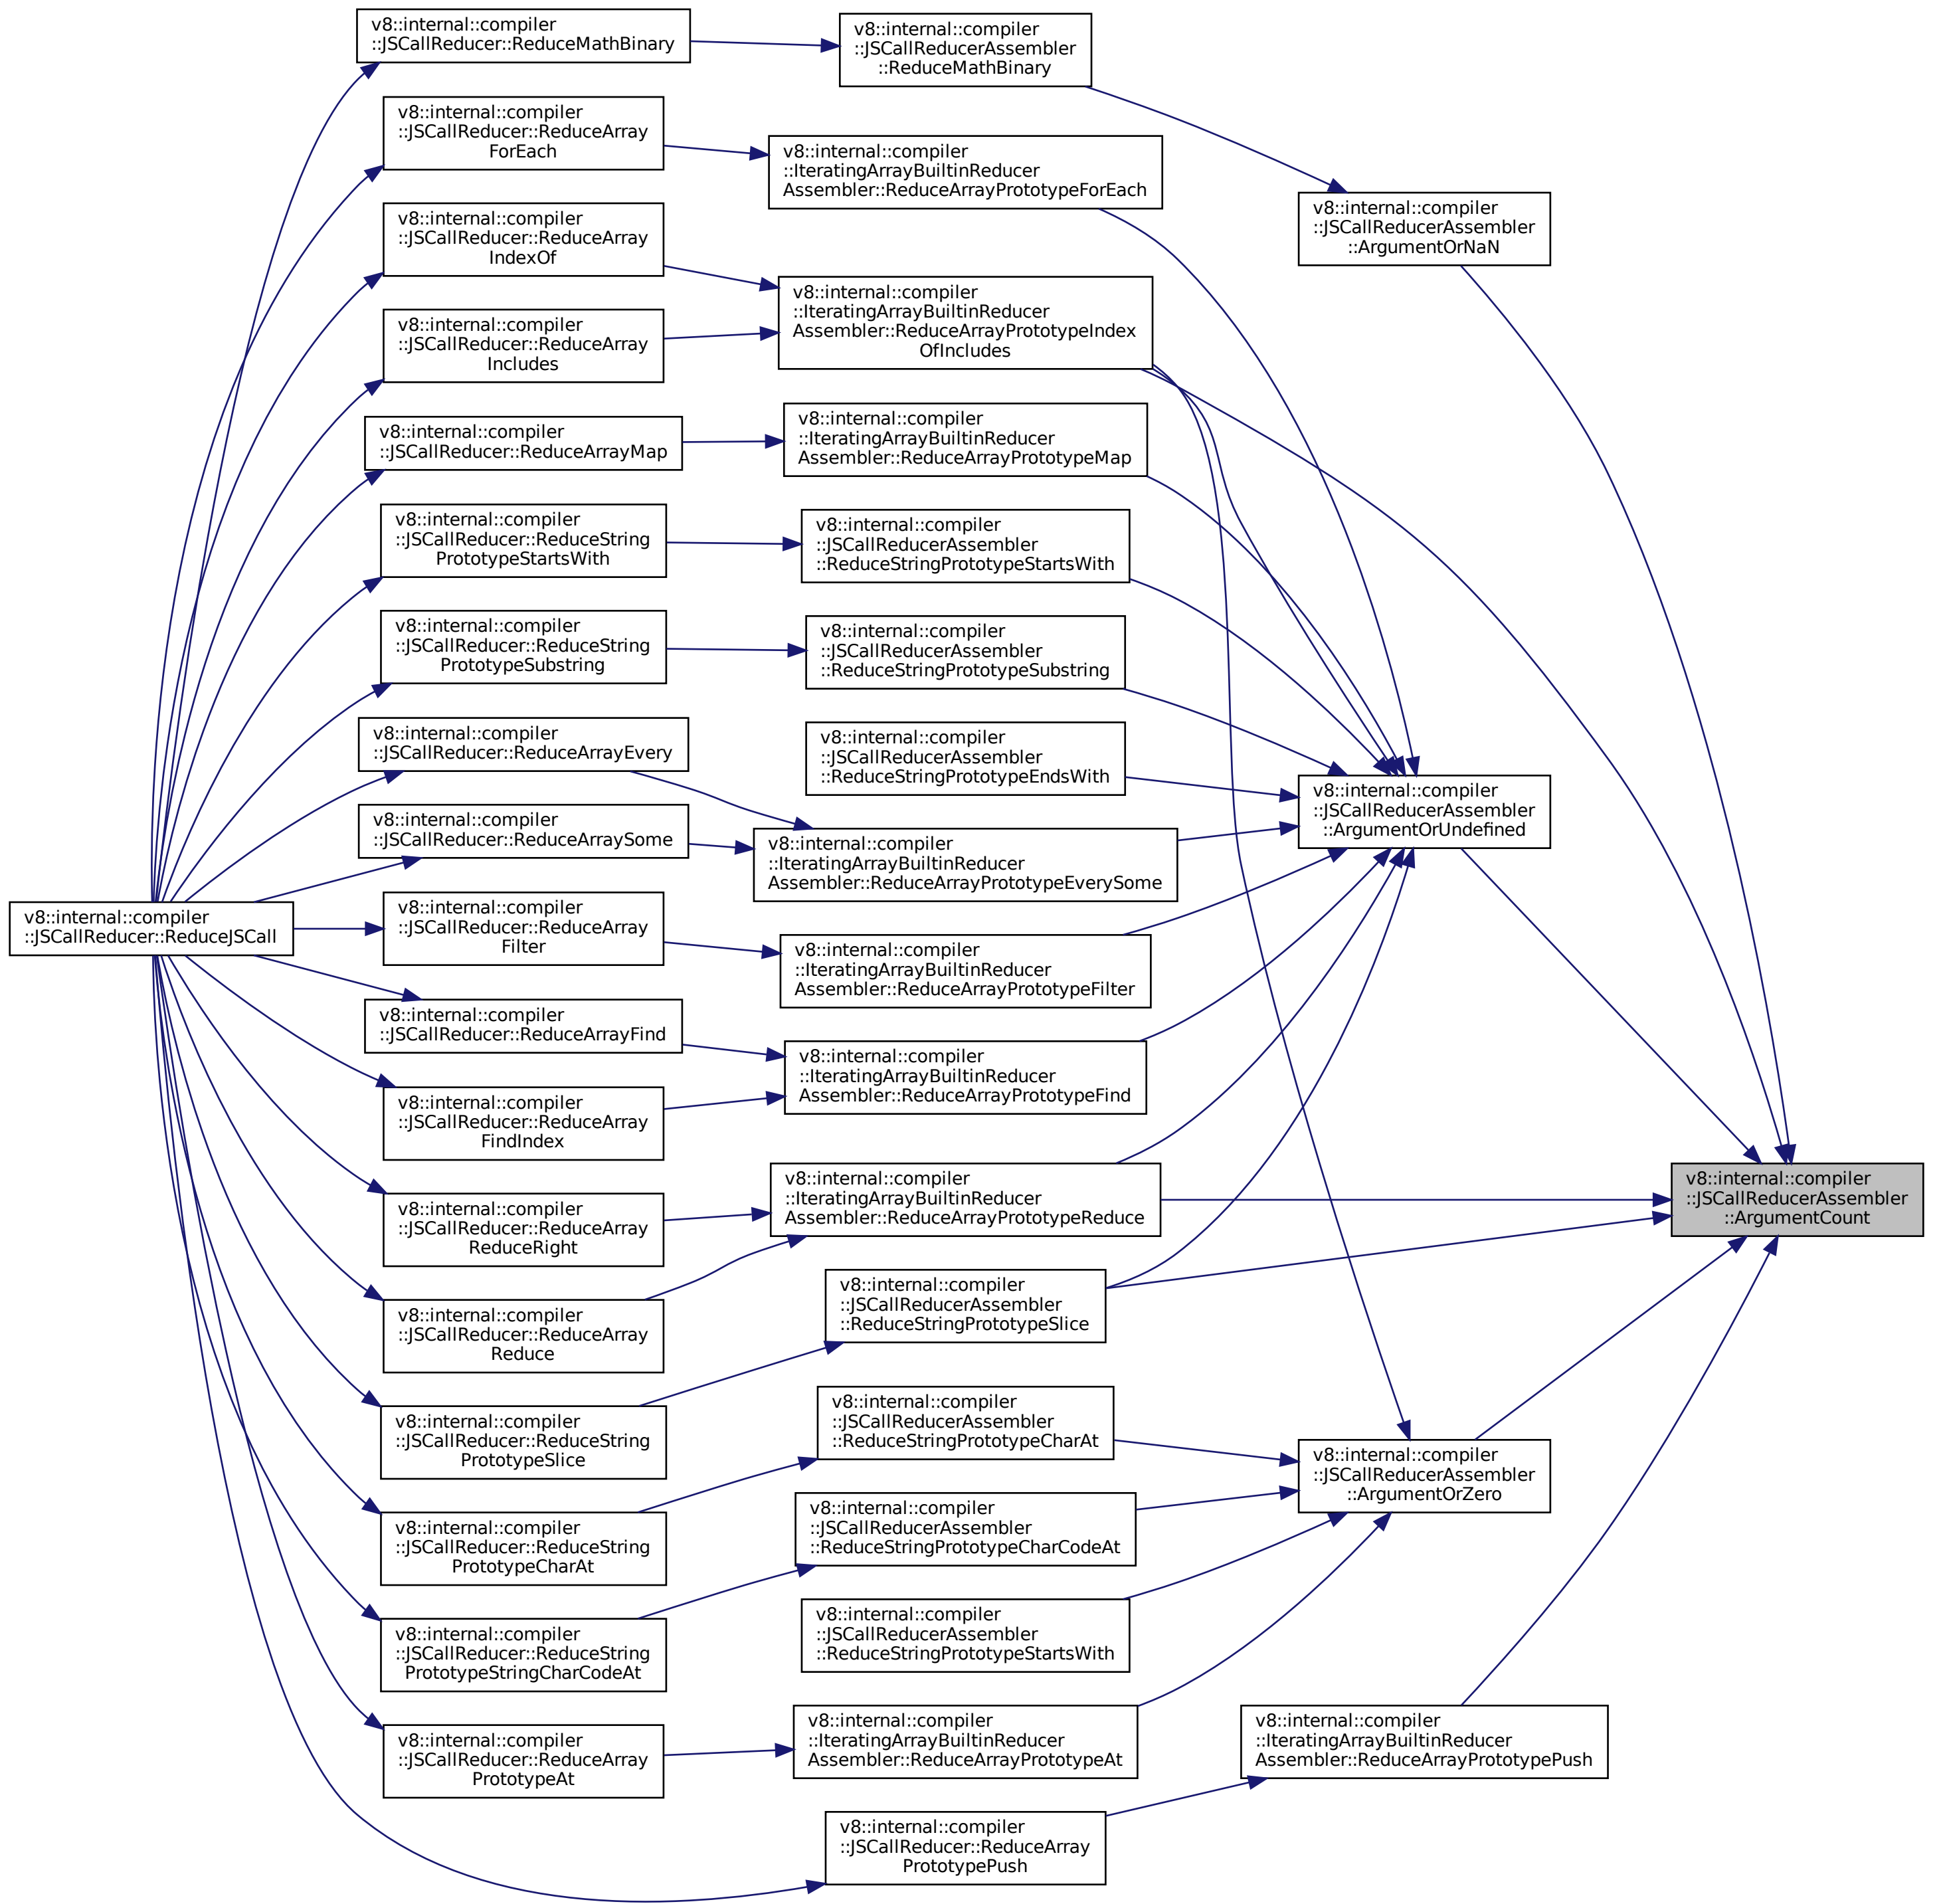 v8::internal::compiler
::JSCallReducer::ReduceJSCall
v8::internal::compiler
::JSCallReducer::ReduceMathBinary
v8::internal::compiler
::JSCallReducer::ReduceArray
ForEach
v8::internal::compiler
::JSCallReducer::ReduceArray
IndexOf
v8::internal::compiler
::JSCallReducer::ReduceArray
Includes
v8::internal::compiler
::JSCallReducer::ReduceArrayMap
v8::internal::compiler
::JSCallReducer::ReduceString
PrototypeStartsWith
v8::internal::compiler
::JSCallReducer::ReduceString
PrototypeSubstring
v8::internal::compiler
::JSCallReducer::ReduceArrayEvery
v8::internal::compiler
::JSCallReducer::ReduceArraySome
v8::internal::compiler
::JSCallReducer::ReduceArray
Filter
v8::internal::compiler
::JSCallReducer::ReduceArrayFind
v8::internal::compiler
::JSCallReducer::ReduceArray
FindIndex
v8::internal::compiler
::JSCallReducer::ReduceArray
ReduceRight
v8::internal::compiler
::JSCallReducer::ReduceArray
Reduce
v8::internal::compiler
::JSCallReducer::ReduceString
PrototypeSlice
v8::internal::compiler
::JSCallReducer::ReduceString
PrototypeCharAt
v8::internal::compiler
::JSCallReducer::ReduceString
PrototypeStringCharCodeAt
v8::internal::compiler
::JSCallReducer::ReduceArray
PrototypeAt
v8::internal::compiler
::JSCallReducerAssembler
::ReduceMathBinary
v8::internal::compiler
::IteratingArrayBuiltinReducer
Assembler::ReduceArrayPrototypeForEach
v8::internal::compiler
::IteratingArrayBuiltinReducer
Assembler::ReduceArrayPrototypeIndex
OfIncludes
v8::internal::compiler
::IteratingArrayBuiltinReducer
Assembler::ReduceArrayPrototypeMap
v8::internal::compiler
::JSCallReducerAssembler
::ReduceStringPrototypeStartsWith
v8::internal::compiler
::JSCallReducerAssembler
::ReduceStringPrototypeSubstring
v8::internal::compiler
::JSCallReducerAssembler
::ReduceStringPrototypeEndsWith
v8::internal::compiler
::IteratingArrayBuiltinReducer
Assembler::ReduceArrayPrototypeEverySome
v8::internal::compiler
::IteratingArrayBuiltinReducer
Assembler::ReduceArrayPrototypeFilter
v8::internal::compiler
::IteratingArrayBuiltinReducer
Assembler::ReduceArrayPrototypeFind
v8::internal::compiler
::IteratingArrayBuiltinReducer
Assembler::ReduceArrayPrototypeReduce
v8::internal::compiler
::JSCallReducerAssembler
::ReduceStringPrototypeSlice
v8::internal::compiler
::JSCallReducerAssembler
::ReduceStringPrototypeCharAt
v8::internal::compiler
::JSCallReducerAssembler
::ReduceStringPrototypeCharCodeAt
v8::internal::compiler
::JSCallReducerAssembler
::ReduceStringPrototypeStartsWith
v8::internal::compiler
::IteratingArrayBuiltinReducer
Assembler::ReduceArrayPrototypeAt
v8::internal::compiler
::JSCallReducer::ReduceArray
PrototypePush
v8::internal::compiler
::JSCallReducerAssembler
::ArgumentOrNaN
v8::internal::compiler
::JSCallReducerAssembler
::ArgumentOrUndefined
v8::internal::compiler
::JSCallReducerAssembler
::ArgumentOrZero
v8::internal::compiler
::IteratingArrayBuiltinReducer
Assembler::ReduceArrayPrototypePush
v8::internal::compiler
::JSCallReducerAssembler
::ArgumentCount